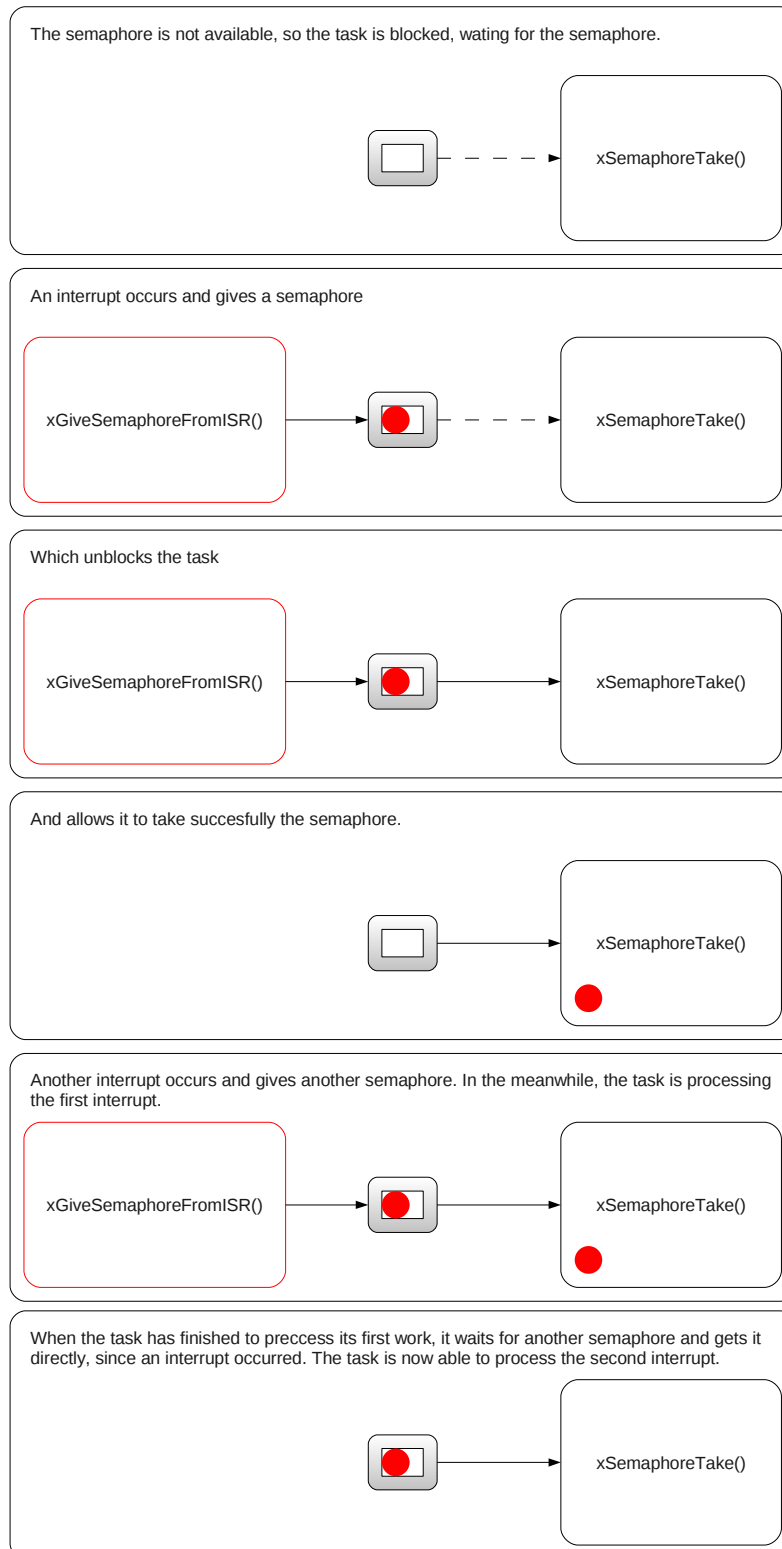 The semaphore is not available, so the task is blocked, wating for the semaphore.
xSemaphoreTake()
An interrupt occurs and gives a semaphore
xGiveSemaphoreFromISR()
xSemaphoreTake()
Which unblocks the task
xGiveSemaphoreFromISR()
xSemaphoreTake()
And allows it to take succesfully the semaphore.
xSemaphoreTake()
Another interrupt occurs and gives another semaphore. In the meanwhile, the task is processing
the first interrupt.
xGiveSemaphoreFromISR()
xSemaphoreTake()
When the task has finished to preccess its first work, it waits for another semaphore and gets it
directly, since an interrupt occurred. The task is now able to process the second interrupt.
xSemaphoreTake()